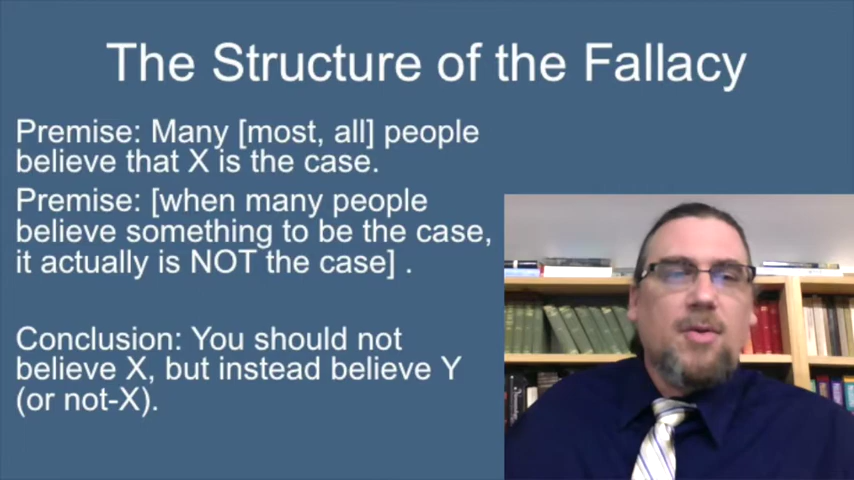 The Structure of the Fallacy
Premise: Many [most, all] people
believe that X is the case.
Premise: [when many people
believe something to be the case,
it actually is NOT the case] .
Conclusion: You should not
believe X, but instead believe Y
(or not-X).